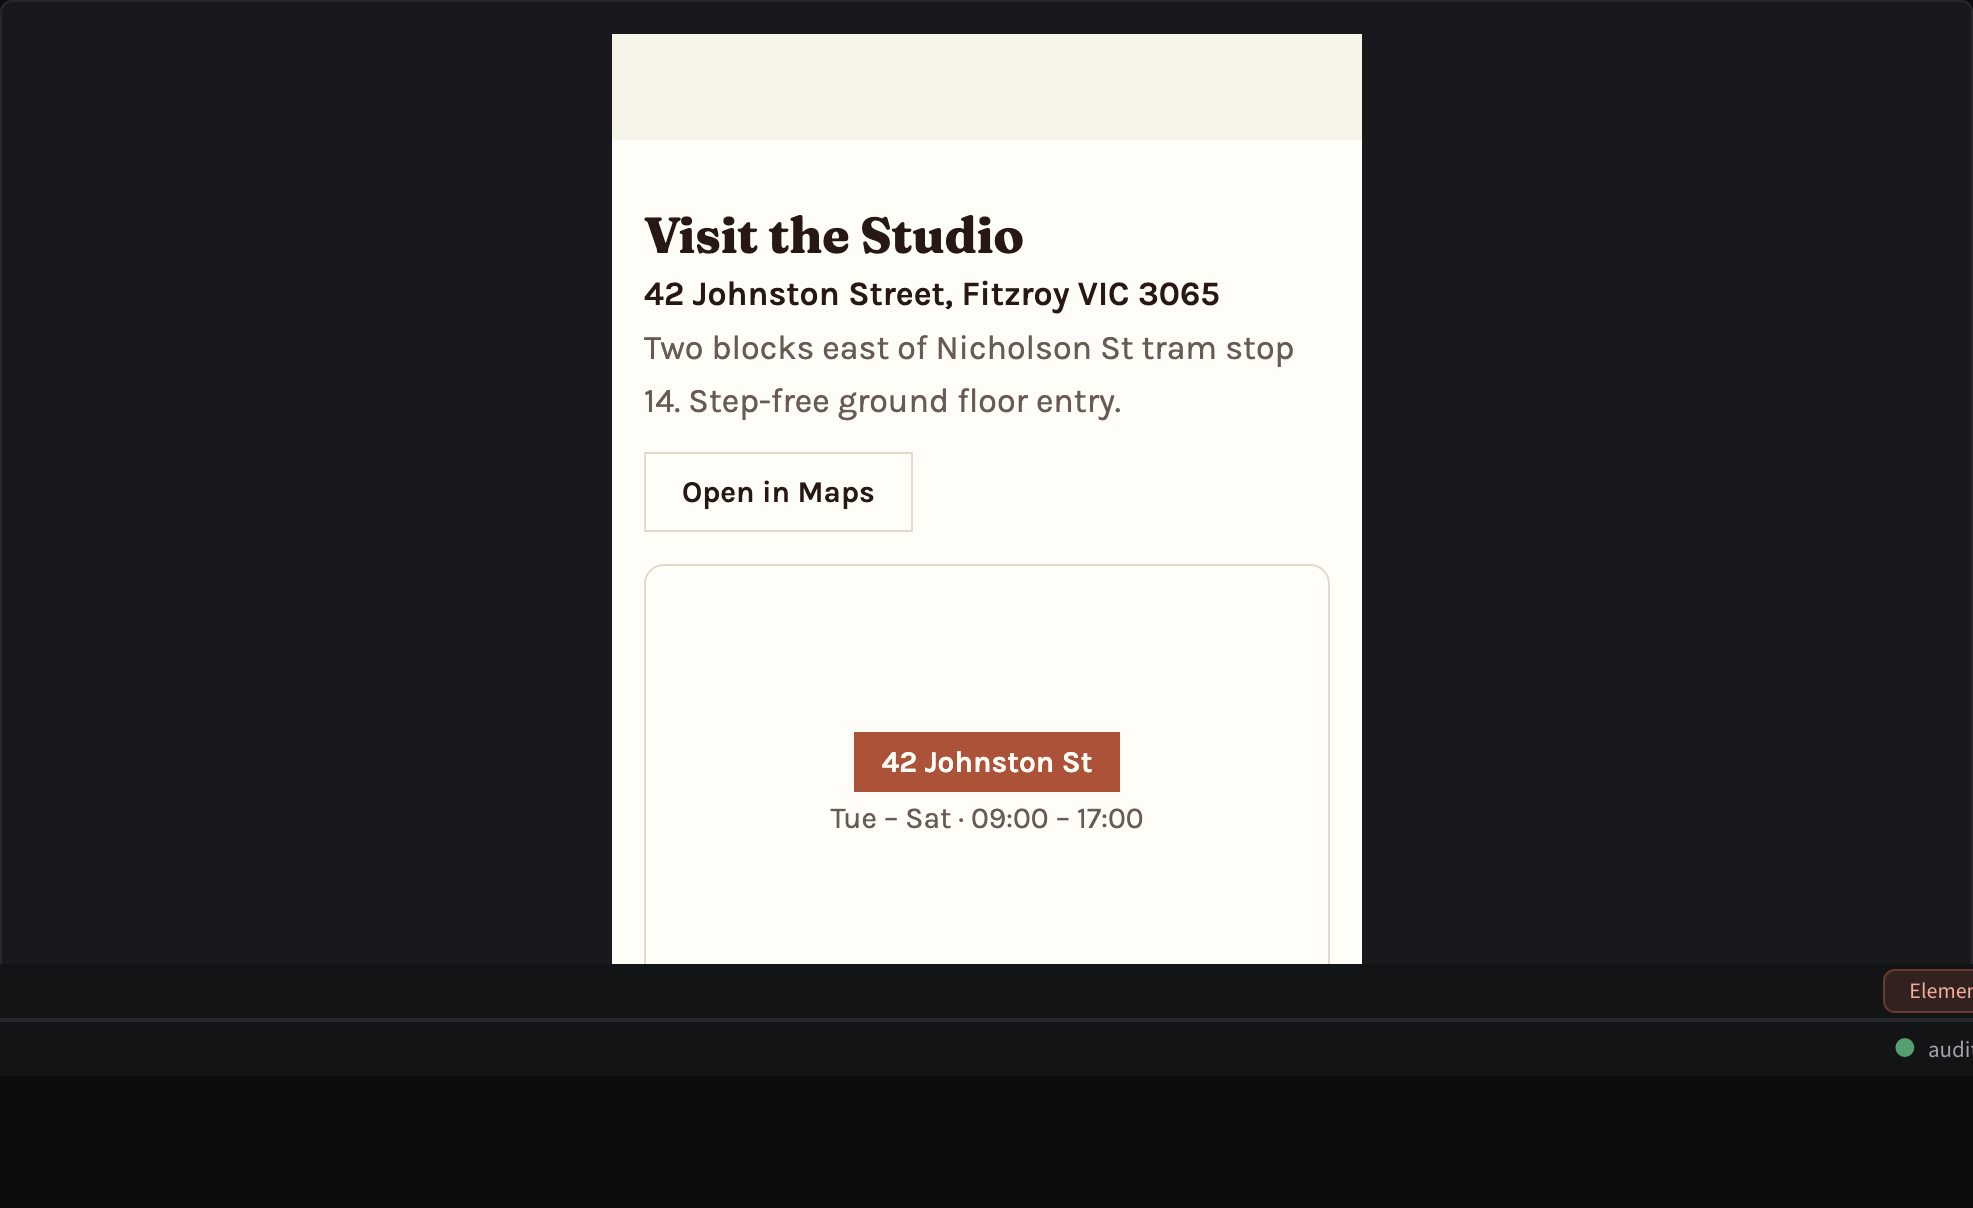 Visit the Studio
42 Johnston Street, Fitzroy VIC 3065
Two blocks east of Nicholson St tram stop
14. Step-free ground floor entry.
Open in Maps
42 Johnston St
Tue – Sat · 09:00 – 17:00